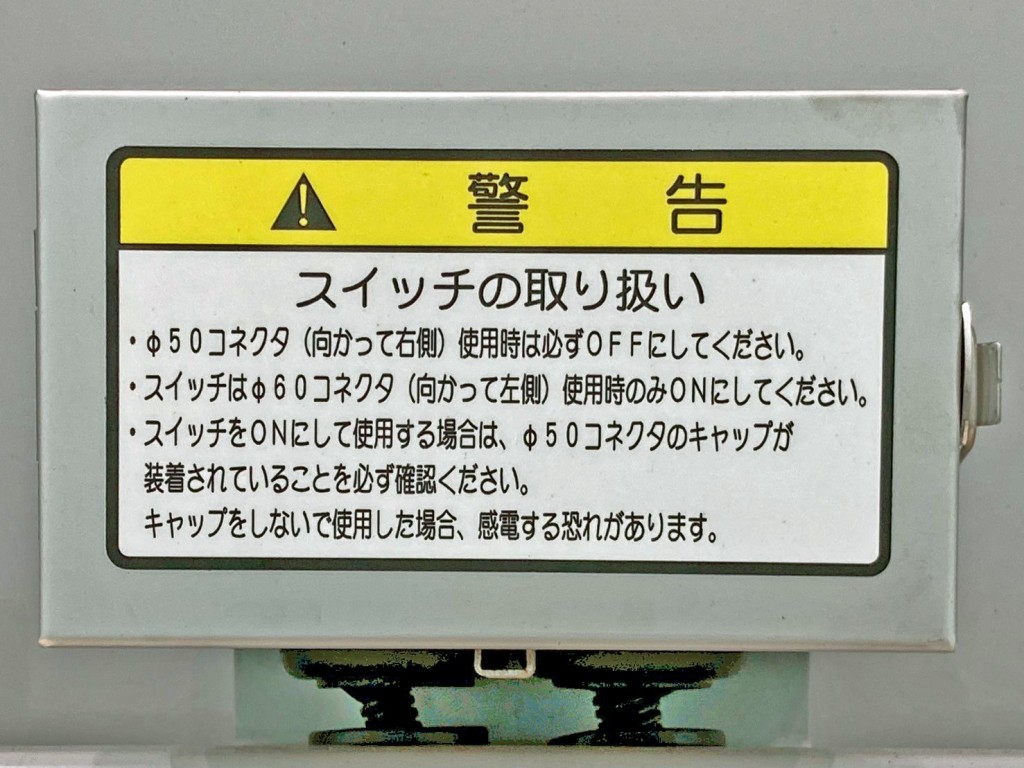 警告
スイッチの取り扱い
・φ50コネクタ（向かって右側）使用時は必ずOFFにしてください。
・スイッチはφ60コネクタ（向かって左側）使用時のみONにしてください。
・スイッチをONにして使用する場合は、φ50コネクタのキャップが
装着されていることを必ず確認ください。
キャップをしないで使用した場合、感電する恐れがあります。